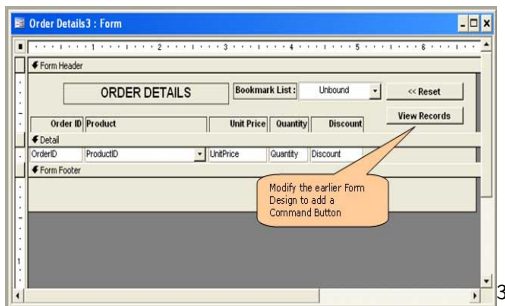 Order Details3 : Form
1 2 3 4 5 6
Form Header
ORDER DETAILS Bookmark List: Unbound << Reset
View Records
Order ID Product Unit Price Quantity Discount
Detail
OrderID ProductID UnitPrice Quantity Discount
Form Footer
Modify the earlier Form
Design to add a
Command Button
1
3